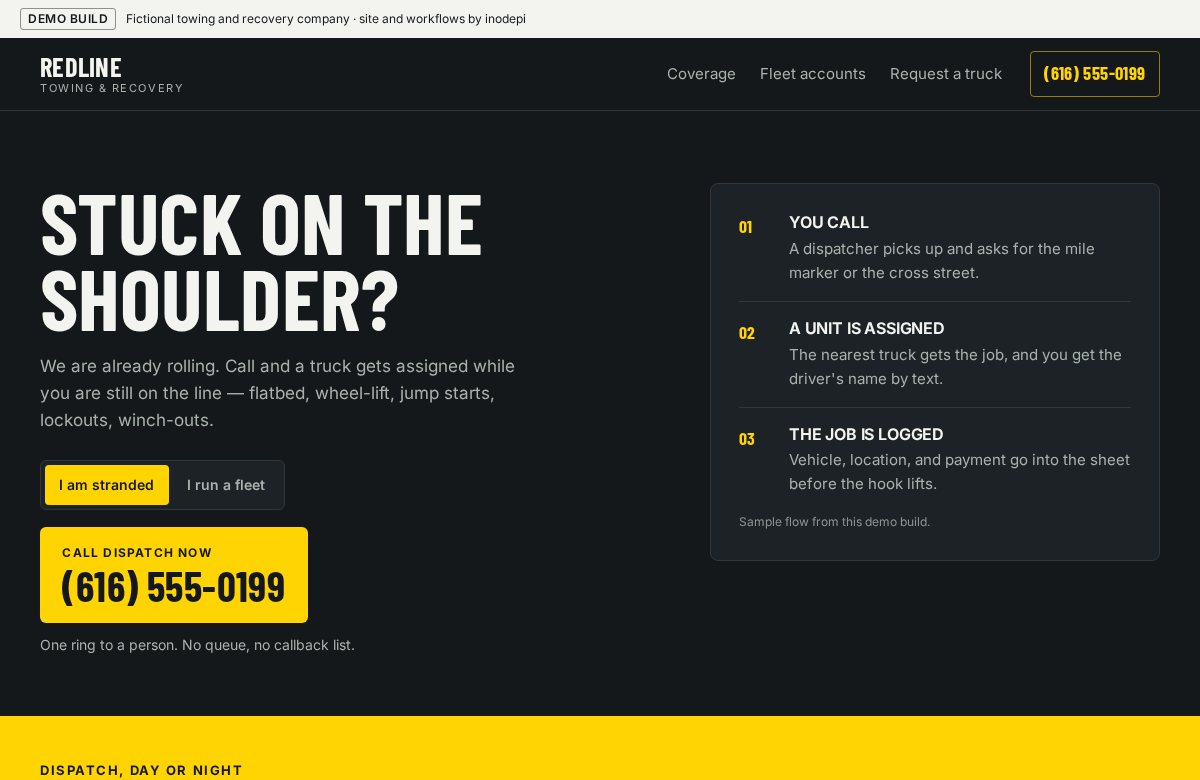 DEMO BUILD Fictional towing and recovery company · site and workflows by inodepi
REDLINE
TOWING & RECOVERY
Coverage Fleet accounts Request a truck (616) 555-0199
STUCK ON THE
SHOULDER?
We are already rolling. Call and a truck gets assigned while
you are still on the line — flatbed, wheel-lift, jump starts,
lockouts, winch-outs.
I am stranded I run a fleet
CALL DISPATCH NOW
(616) 555-0199
One ring to a person. No queue, no callback list.
01 YOU CALL
A dispatcher picks up and asks for the mile
marker or the cross street.
02 A UNIT IS ASSIGNED
The nearest truck gets the job, and you get the
driver's name by text.
03 THE JOB IS LOGGED
Vehicle, location, and payment go into the sheet
before the hook lifts.
Sample flow from this demo build.
DISPATCH, DAY OR NIGHT